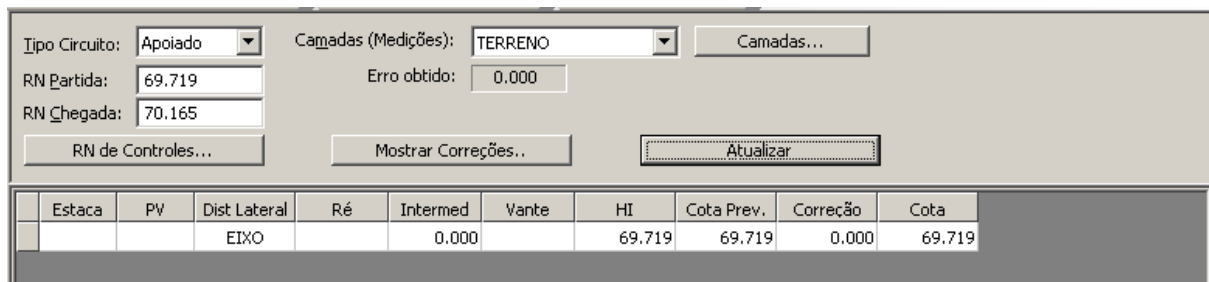 Tipo Circuito: Apoiado Camadas (Medições): TERRENO Camadas...
RN Partida: 69.719 Erro obtido: 0.000
RN Chegada: 70.165
RN de Controles... Mostrar Correções.. Atualizar
Estaca PV Dist Lateral Ré Intermed Vante HI Cota Prev. Correção Cota
EIXO 0.000 69.719 69.719 0.000 69.719